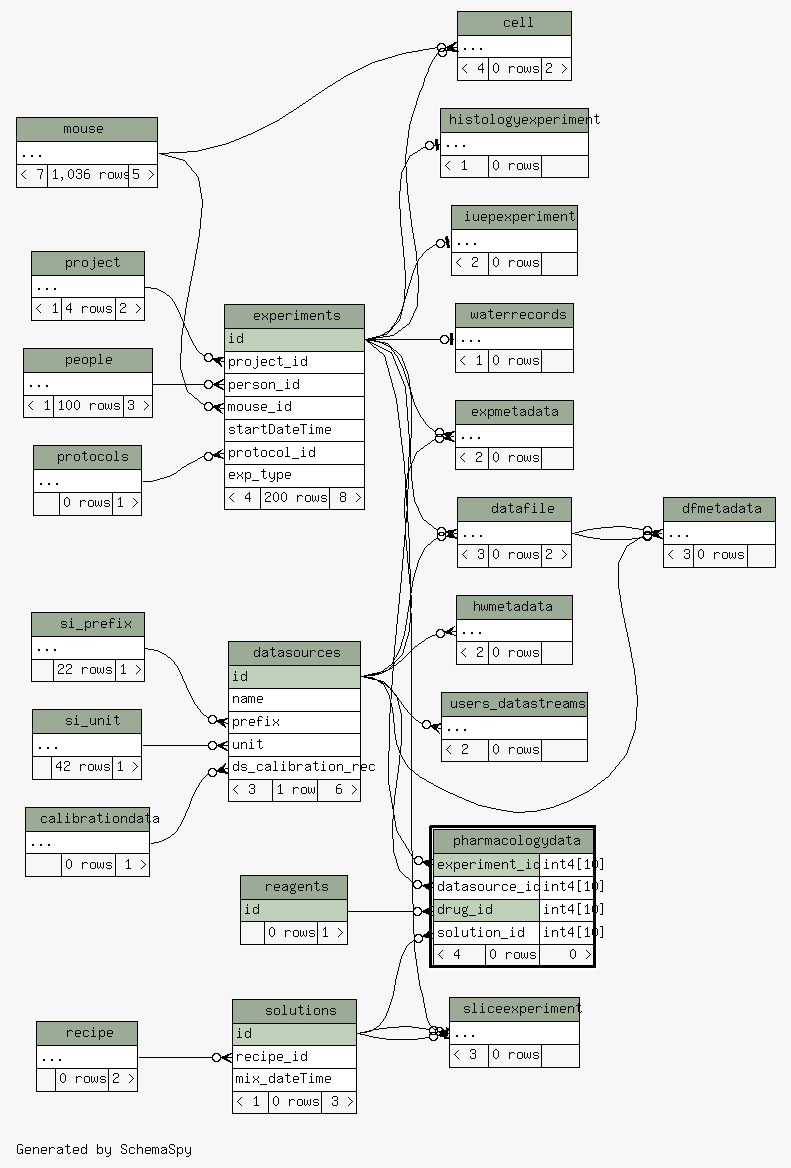 cell
...
< 4 0 rows 2 >
histologyexperiment
...
< 1 0 rows
mouse
...
< 7 1,036 rows 5 >
iuepexperiment
...
< 2 0 rows
project
...
< 1 4 rows 2 >
experiments
id
project_id
person_id
mouse_id
startDateTime
protocol_id
exp_type
< 4 200 rows 8 >
waterrecords
...
< 1 0 rows
people
...
< 1 100 rows 3 >
expmetadata
...
< 2 0 rows
protocols
...
0 rows 1 >
datafile
...
< 3 0 rows 2 >
dfmetadata
...
< 3 0 rows
hwmetadata
...
< 2 0 rows
si_prefix
...
22 rows 1 >
datasources
id
name
prefix
unit
ds_calibration_rec
< 3 1 row 6 >
users_datastreams
...
< 2 0 rows
si_unit
...
42 rows 1 >
calibrationdata
...
0 rows 1 >
pharmacologydata
experiment_id int4[10]
datasource_id int4[10]
drug_id int4[10]
solution_id int4[10]
< 4 0 rows 0 >
reagents
id
0 rows 1 >
solutions
id
recipe_id
mix_dateTime
< 1 0 rows 3 >
sliceexperiment
...
< 3 0 rows
recipe
...
0 rows 2 >
Generated by SchemaSpy